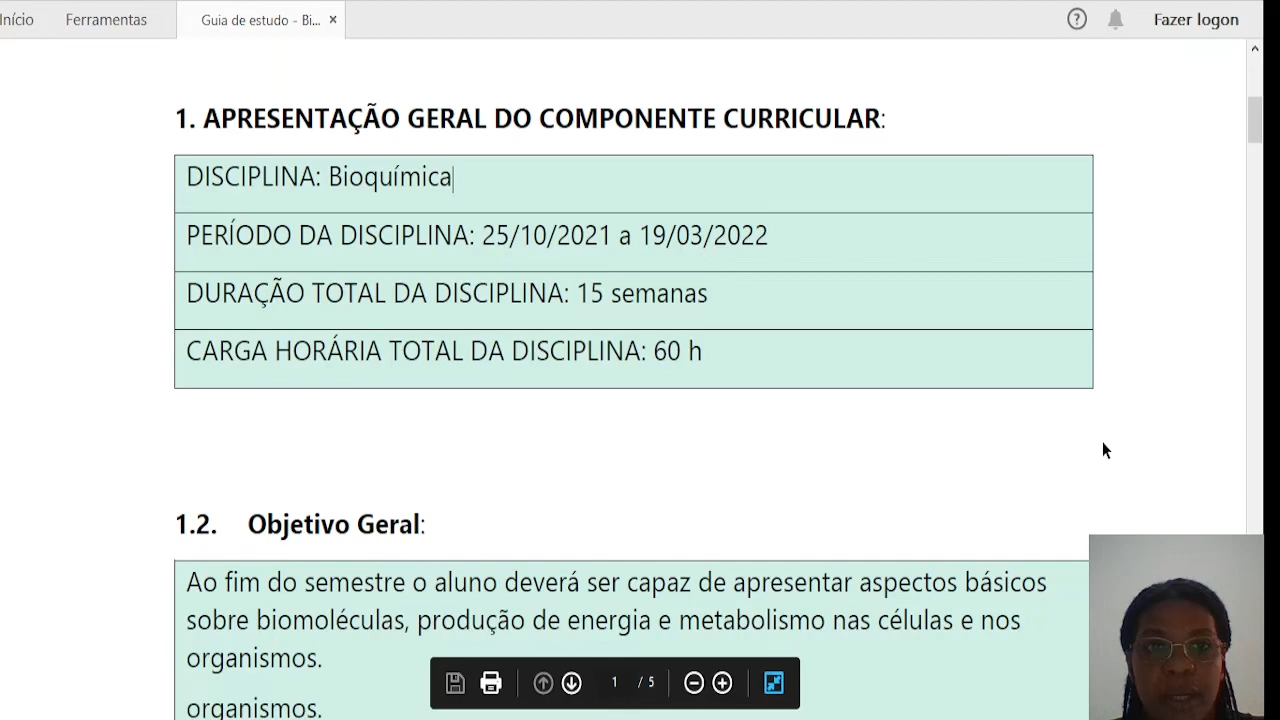 Início Ferramentas Guia de estudo - Bi... × ? Fazer logon
1. APRESENTAÇÃO GERAL DO COMPONENTE CURRICULAR:
DISCIPLINA: Bioquímica
PERÍODO DA DISCIPLINA: 25/10/2021 a 19/03/2022
DURAÇÃO TOTAL DA DISCIPLINA: 15 semanas
CARGA HORÁRIA TOTAL DA DISCIPLINA: 60 h
1.2. Objetivo Geral:
Ao fim do semestre o aluno deverá ser capaz de apresentar aspectos básicos
sobre biomoléculas, produção de energia e metabolismo nas células e nos
organismos.
1 / 5
organismos.